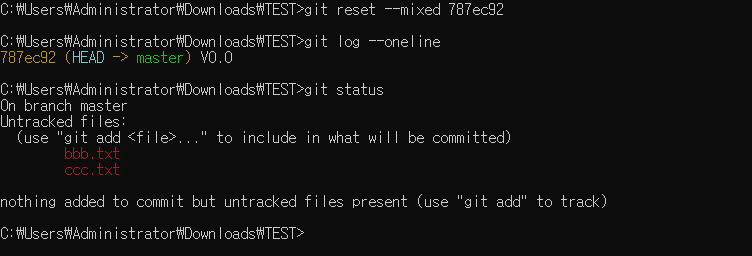 C:₩Users₩Administrator₩Downloads₩TEST>git reset --mixed 787ec92
C:₩Users₩Administrator₩Downloads₩TEST>git log --oneline
787ec92 (HEAD -> master) V0.0
C:₩Users₩Administrator₩Downloads₩TEST>git status
On branch master
Untracked files:
  (use "git add <file>..." to include in what will be committed)
        bbb.txt
        ccc.txt
nothing added to commit but untracked files present (use "git add" to track)
C:₩Users₩Administrator₩Downloads₩TEST>